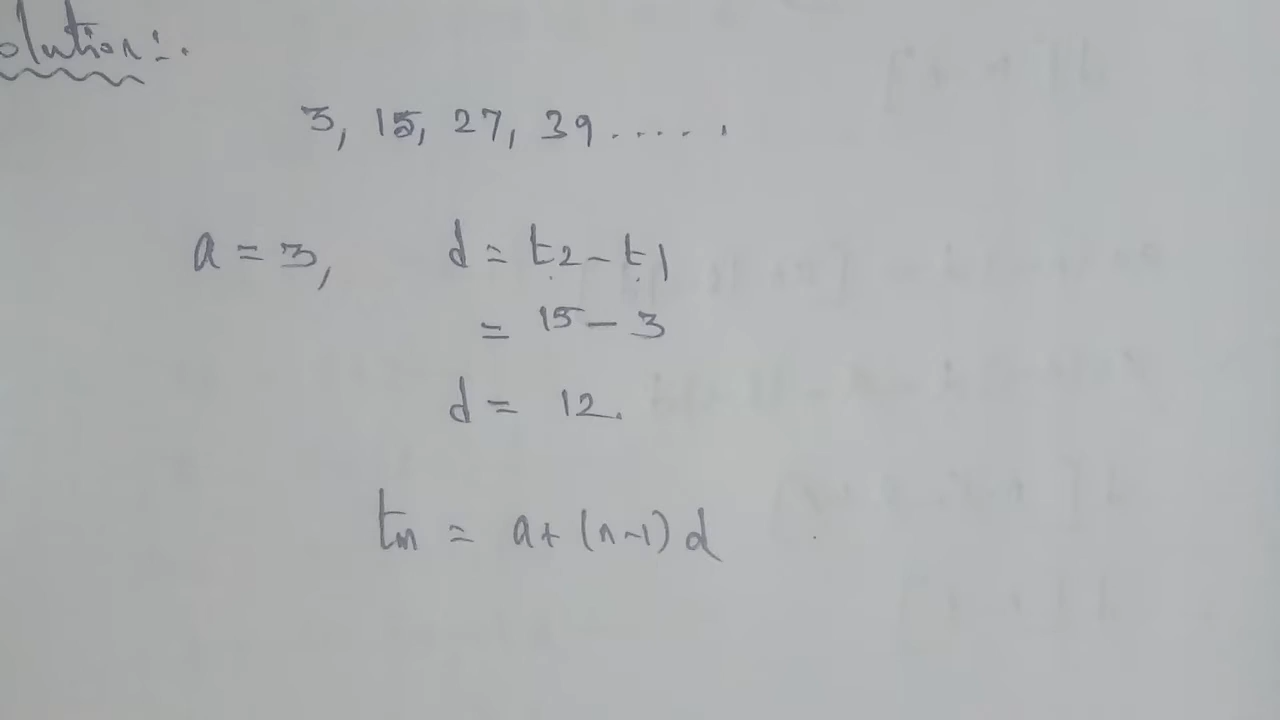 olution:-.
3, 15, 27, 39......
a = 3, d = t2 - t1
= 15 - 3
d = 12.
tn = a+ (n-1) d